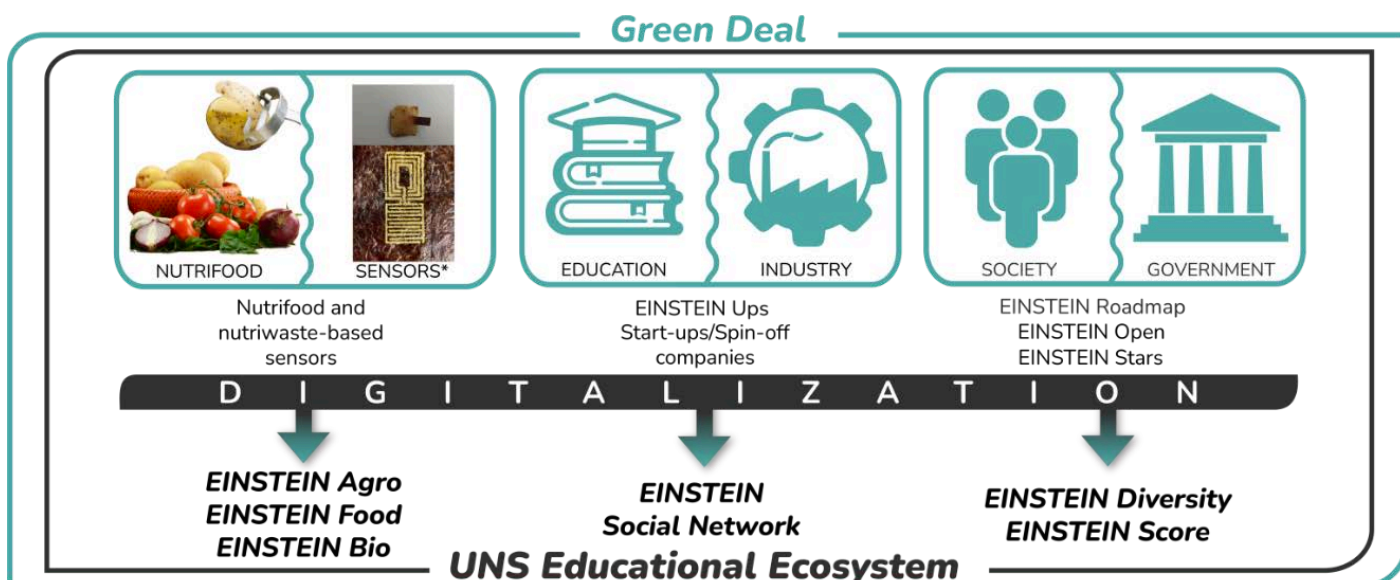 Green Deal
NUTRIFOOD
SENSORS*
EDUCATION
INDUSTRY
SOCIETY
GOVERNMENT
Nutrifood and
nutriwaste-based
sensors
EINSTEIN Ups
Start-ups/Spin-off
companies
EINSTEIN Roadmap
EINSTEIN Open
EINSTEIN Stars
DIGITALIZATION
EINSTEIN Agro
EINSTEIN Food
EINSTEIN Bio
EINSTEIN
Social Network
EINSTEIN Diversity
EINSTEIN Score
UNS Educational Ecosystem